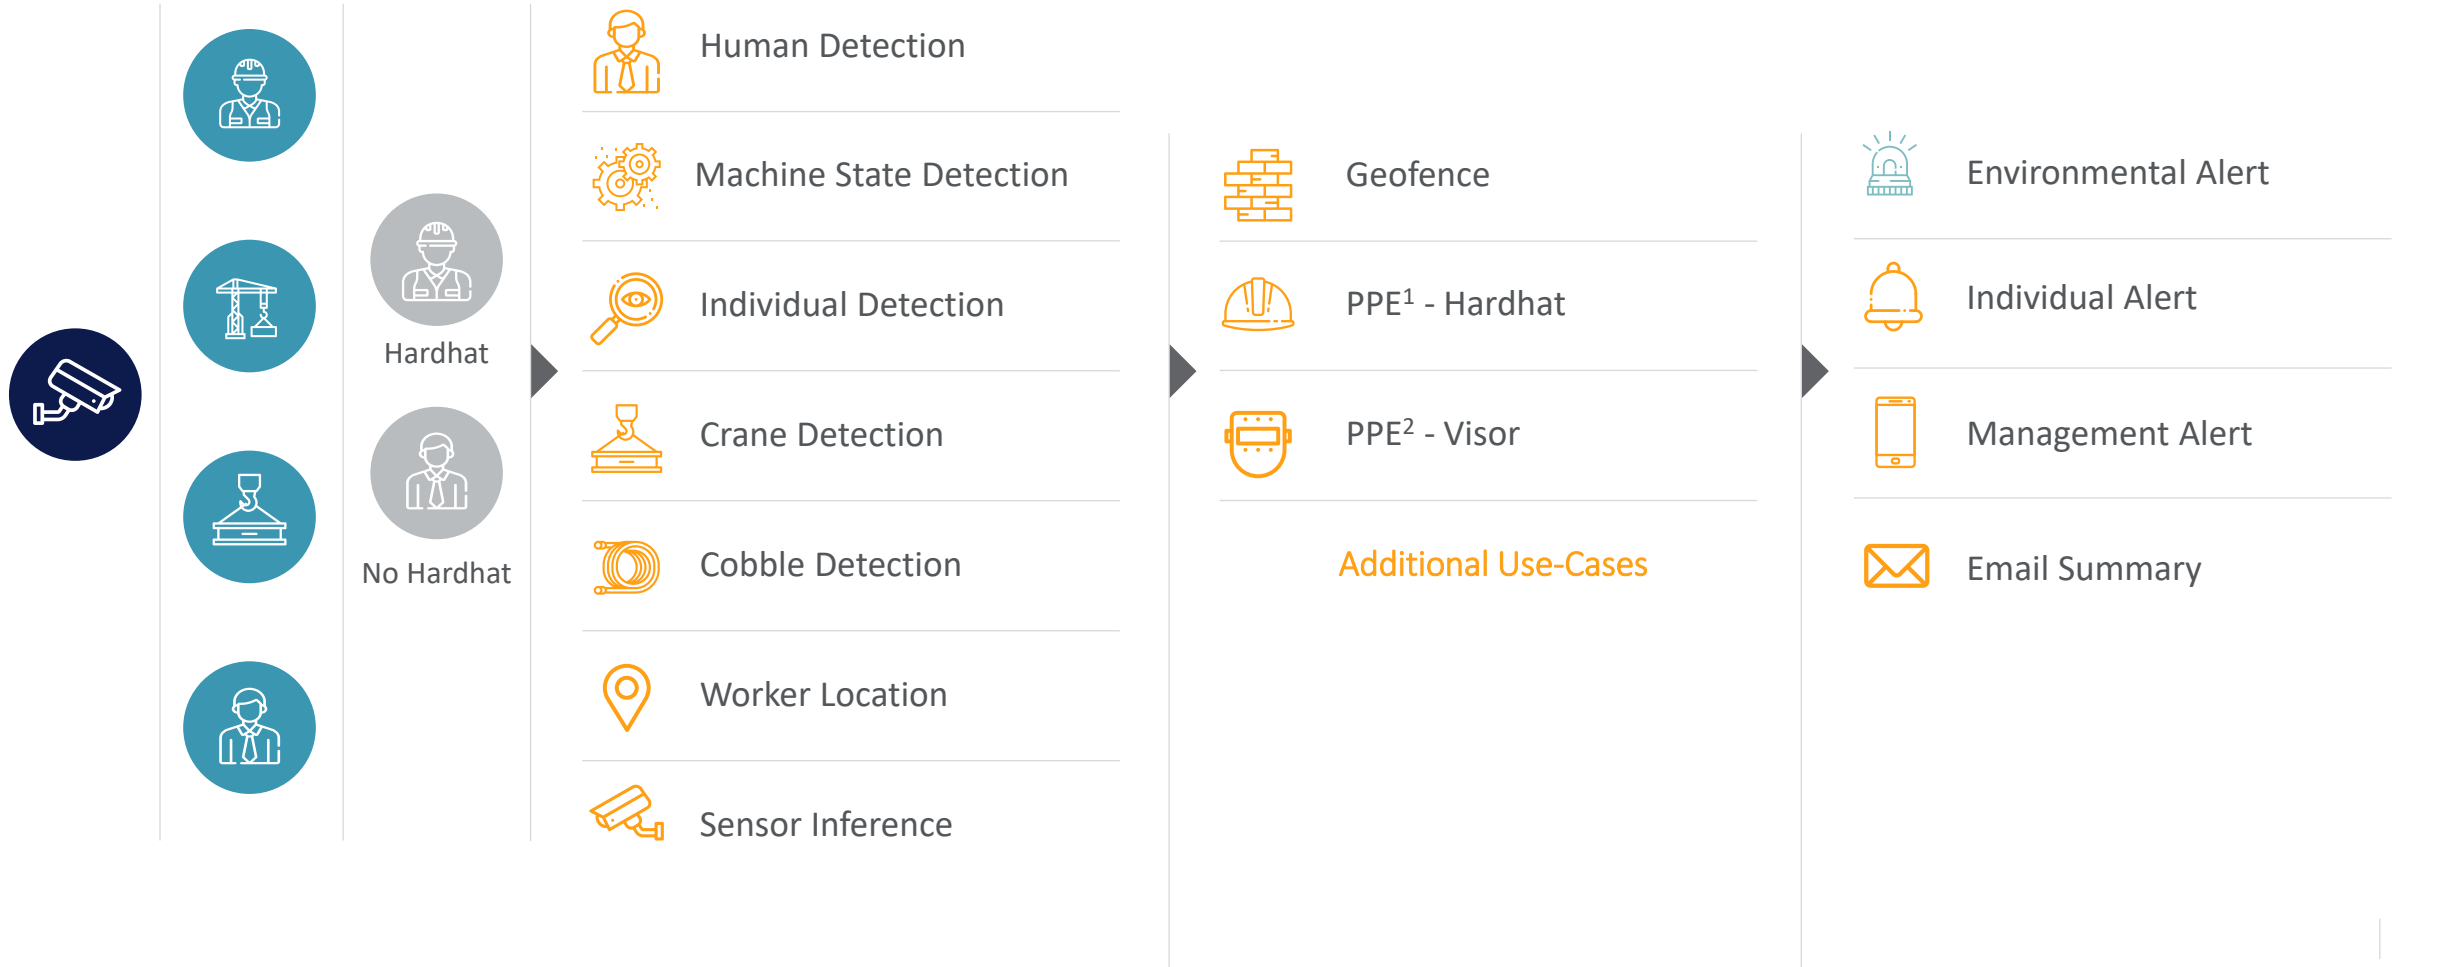 Hardhat
No Hardhat
Human Detection
Machine State Detection
Individual Detection
Crane Detection
Cobble Detection
Worker Location
Sensor Inference
Geofence
PPE¹ - Hardhat
PPE² - Visor
Additional Use-Cases
Environmental Alert
Individual Alert
Management Alert
Email Summary